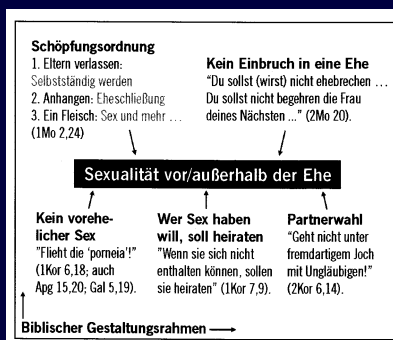 Schöpfungsordnung
1. Eltern verlassen:
Selbstständig werden
2. Anhangen: Eheschließung
3. Ein Fleisch: Sex und mehr ...
(1Mo 2,24)
Kein Einbruch in eine Ehe
“Du sollst (wirst) nicht ehebrechen ...
Du sollst nicht begehren die Frau
deines Nächsten ...” (2Mo 20).
Sexualität vor/außerhalb der Ehe
Kein vorehe-
licher Sex
"Flieht die 'porneia'!"
(1Kor 6,18; auch
Apg 15,20; Gal 5,19).
Wer Sex haben
will, soll heiraten
"Wenn sie sich nicht
enthalten können, sollen
sie heiraten" (1Kor 7,9).
Partnerwahl
“Geht nicht unter
fremdartigem Joch
mit Ungläubigen!”
(2Kor 6,14).
Biblischer Gestaltungsrahmen